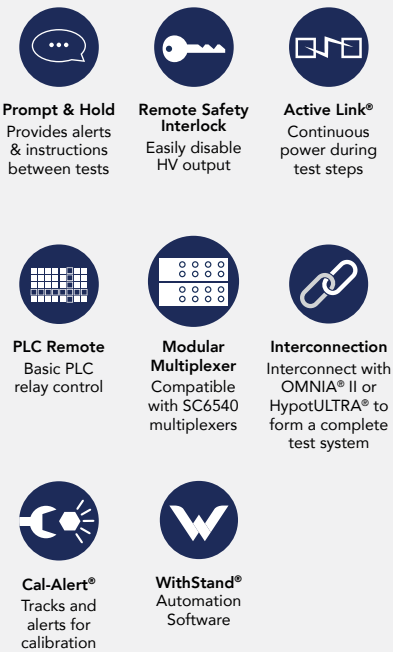 Prompt & Hold
Provides alerts
& instructions
between tests
Remote Safety
Interlock
Easily disable
HV output
Active Link®
Continuous
power during
test steps
PLC Remote
Basic PLC
relay control
Modular
Multiplexer
Compatible
with SC6540
multiplexers
Interconnection
Interconnect with
OMNIA® II or
HypotULTRA® to
form a complete
test system
Cal-Alert®
Tracks and
alerts for
calibration
WithStand®
Automation
Software